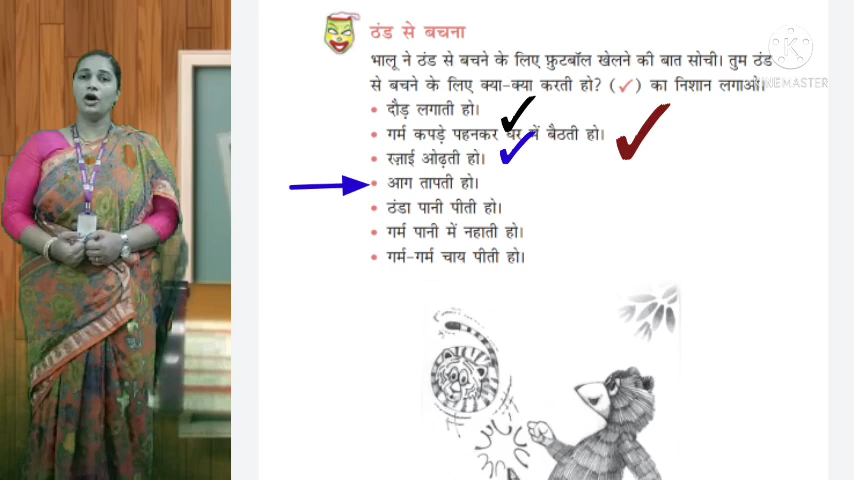 ठंड से बचना
भालू ने ठंड से बचने के लिए फ़ुटबॉल खेलने की बात सोची। तुम ठंड
से बचने के लिए क्या-क्या करती हो? (✓) का निशान लगाओ।
• दौड़ लगाती हो।
• गर्म कपड़े पहनकर घर में बैठती हो।
• रज़ाई ओढ़ती हो।
• आग तापती हो।
• ठंडा पानी पीती हो।
• गर्म पानी में नहाती हो।
• गर्म-गर्म चाय पीती हो।
KINEMASTER